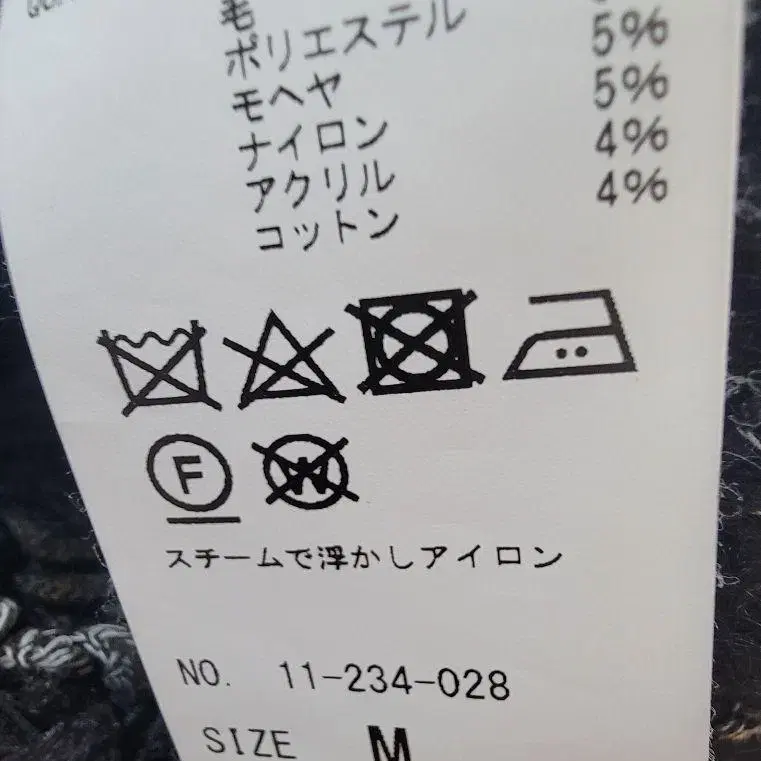 毛
ポリエステル 5%
モヘヤ 5%
ナイロン 4%
アクリル 4%
コットン
F W
スチームで浮かしアイロン
NO. 11-234-028
SIZE M